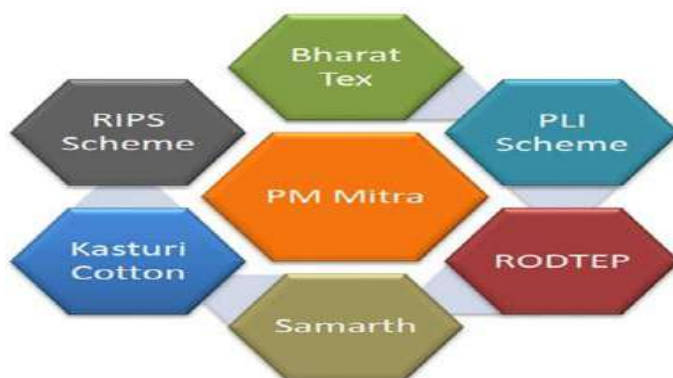 Bharat
Tex
RIPS
Scheme
PLI
Scheme
PM Mitra
Kasturi
Cotton
RODTEP
Samarth